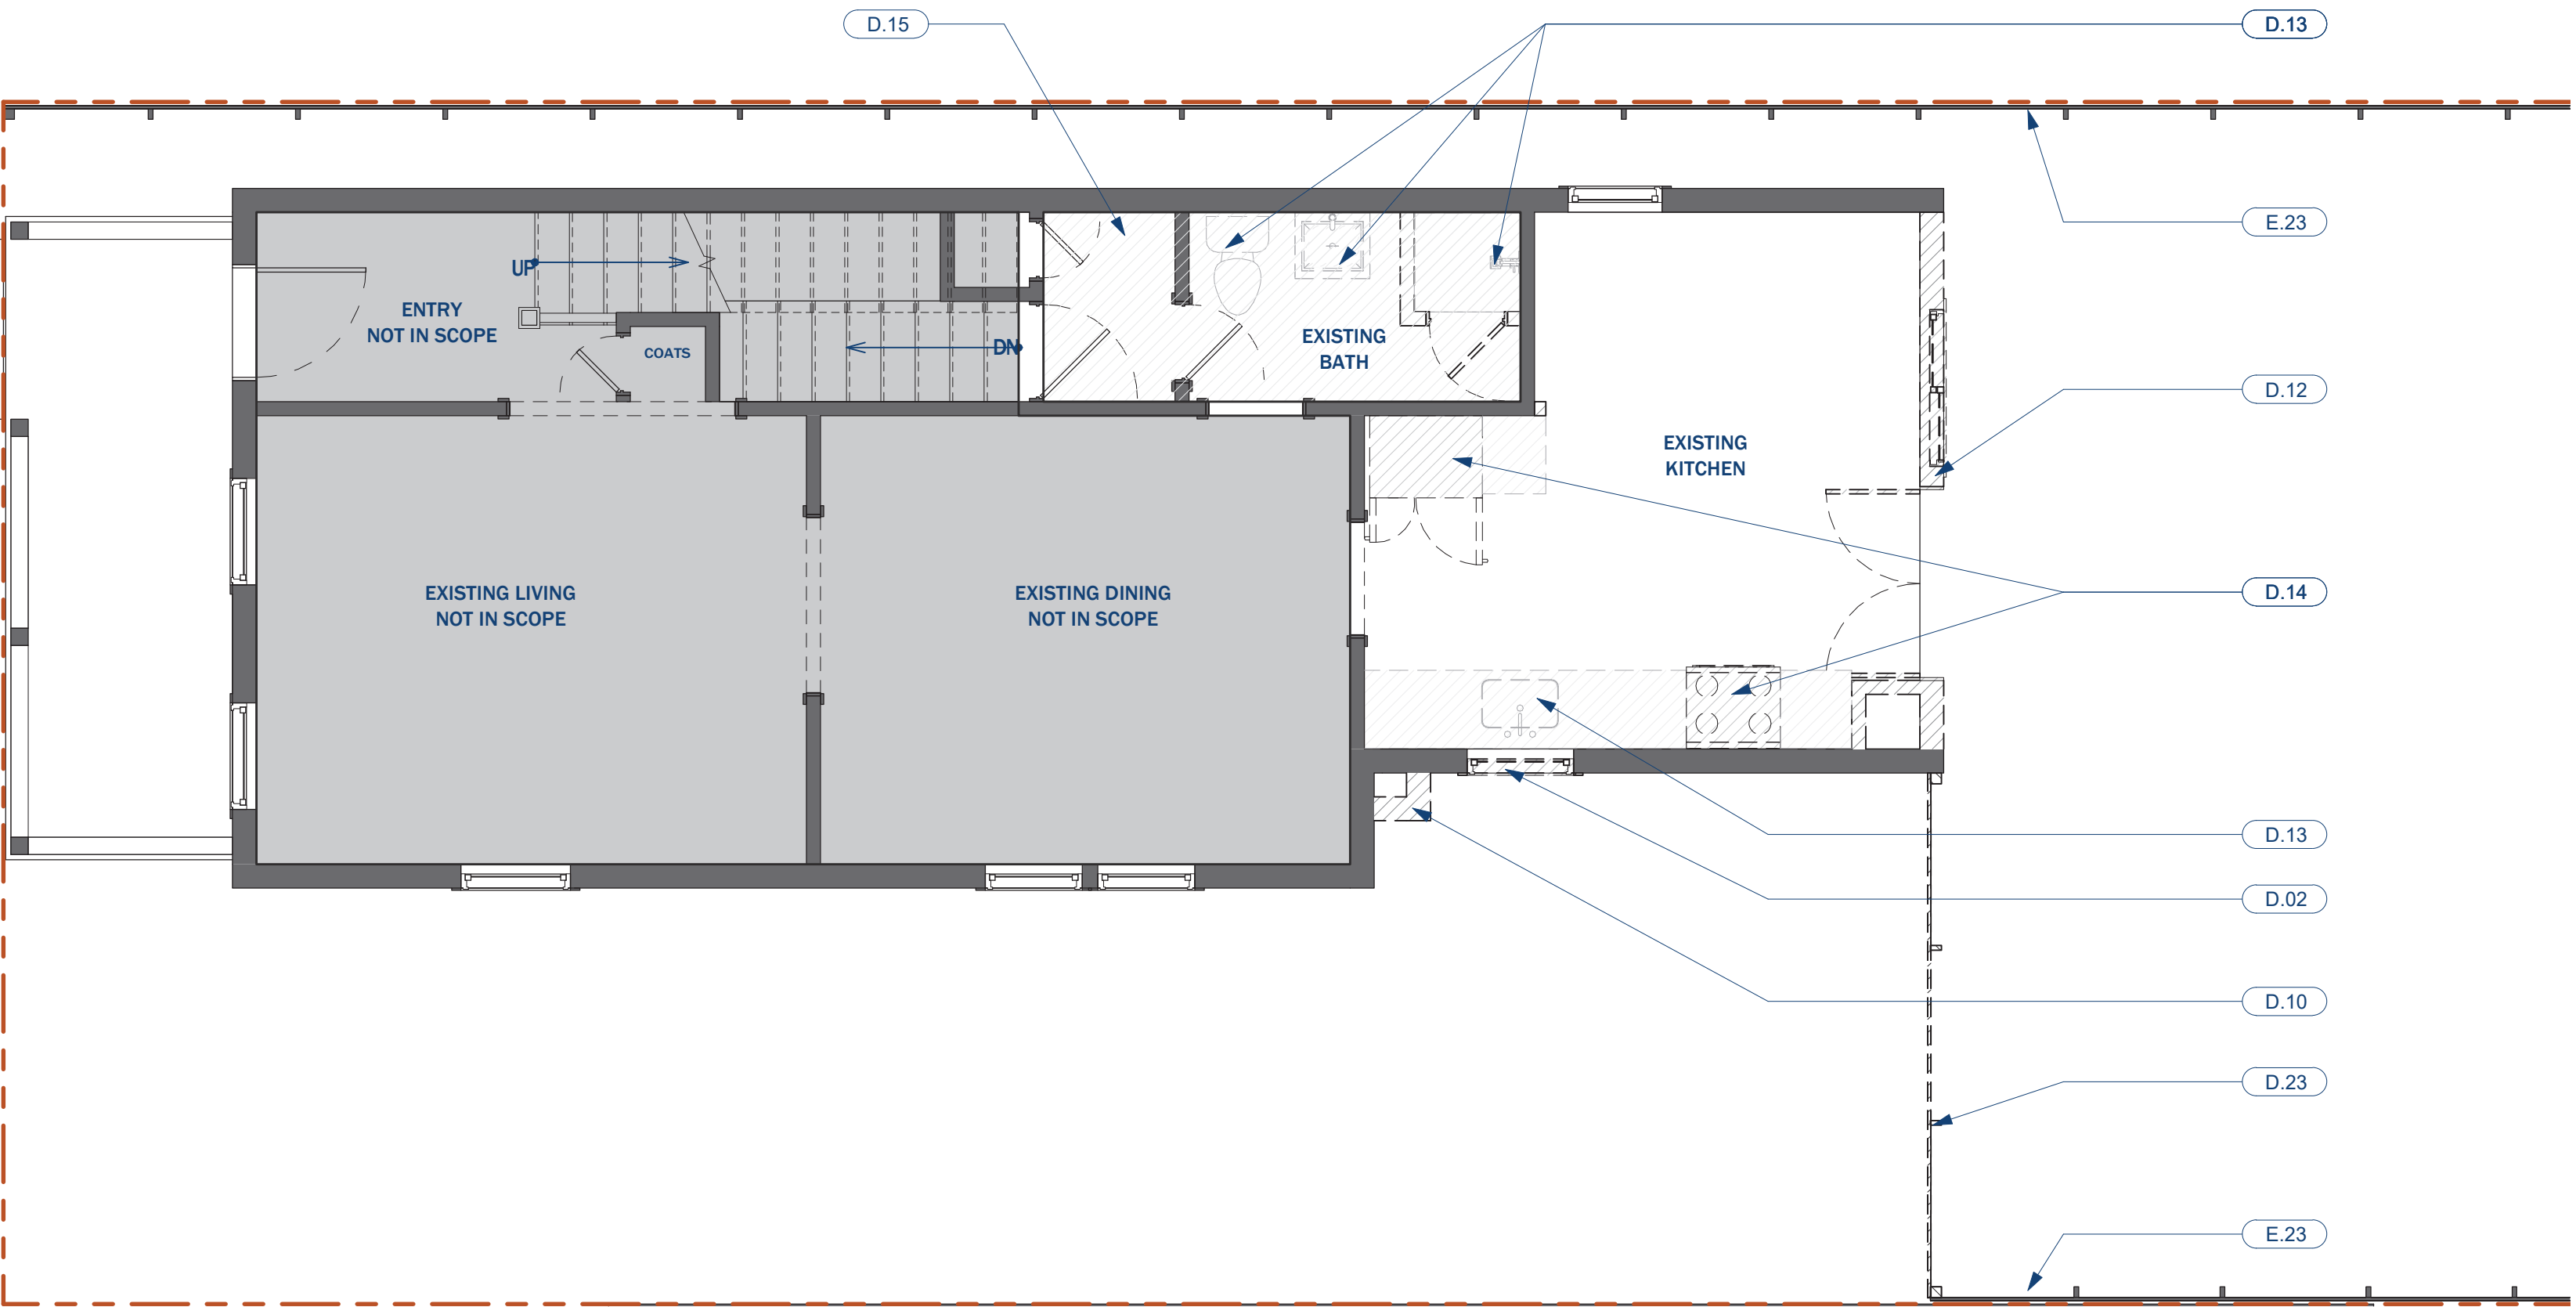 D.15
D.13
E.23
UP
ENTRY
NOT IN SCOPE
COATS
DN
EXISTING
BATH
D.12
EXISTING
KITCHEN
EXISTING LIVING
NOT IN SCOPE
EXISTING DINING
NOT IN SCOPE
D.14
D.13
D.02
D.10
D.23
E.23